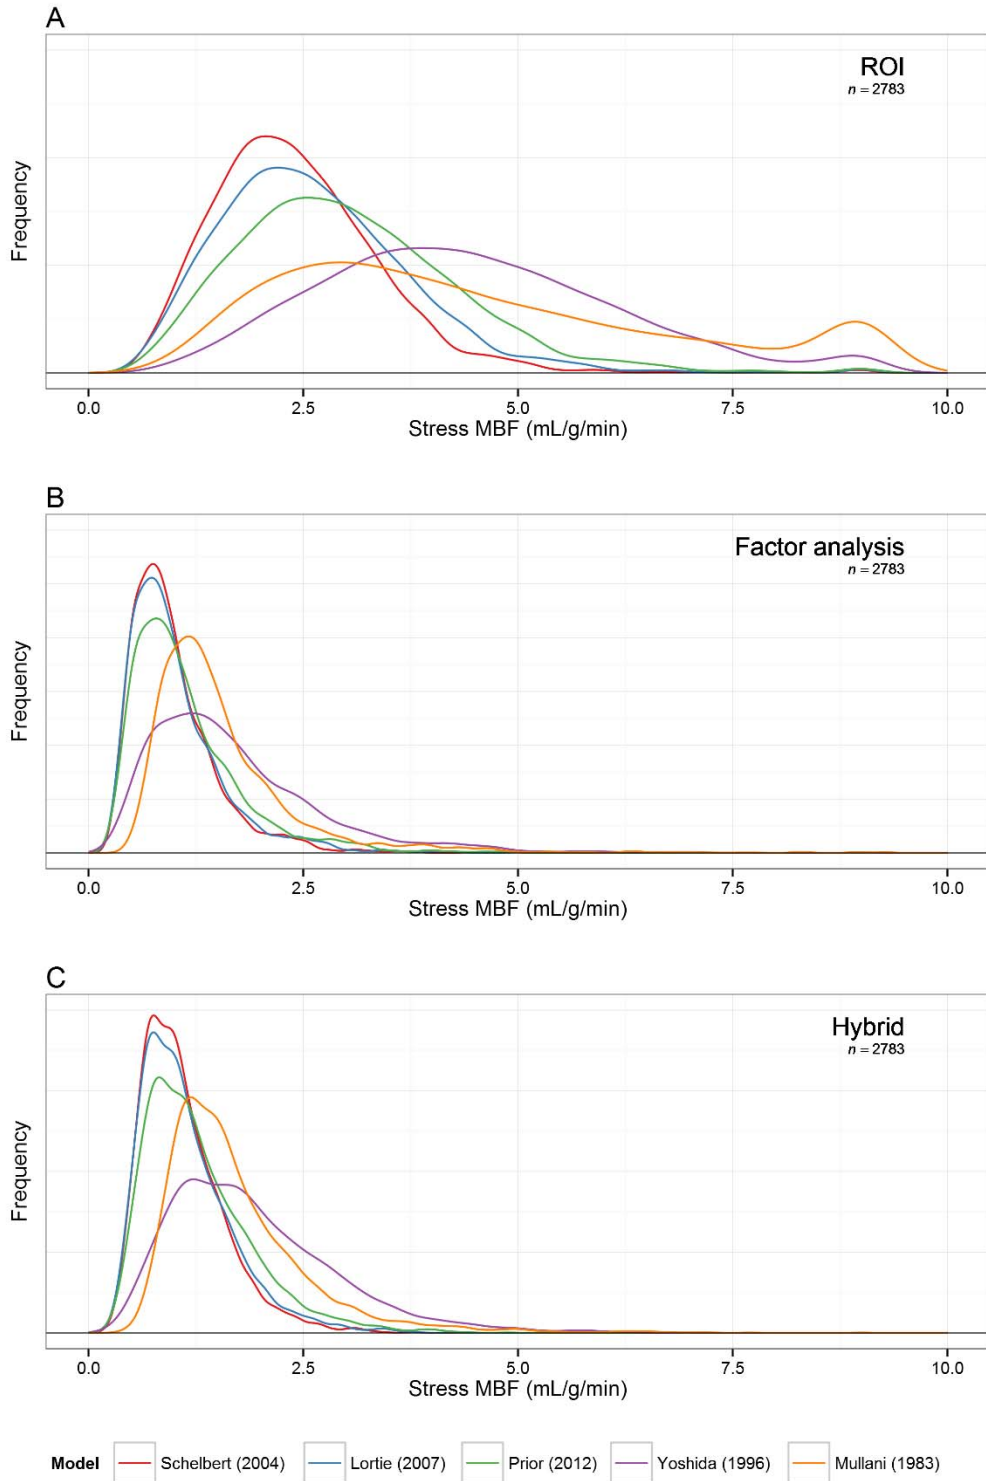 A
ROI
n = 2783
Frequency
0.0 2.5 5.0 7.5 10.0
Stress MBF (mL/g/min)
B
Factor analysis
n = 2783
Frequency
0.0 2.5 5.0 7.5 10.0
Stress MBF (mL/g/min)
C
Hybrid
n = 2783
Frequency
0.0 2.5 5.0 7.5 10.0
Stress MBF (mL/g/min)
Model Schelbert (2004) Lortie (2007) Prior (2012) Yoshida (1996) Mullani (1983)